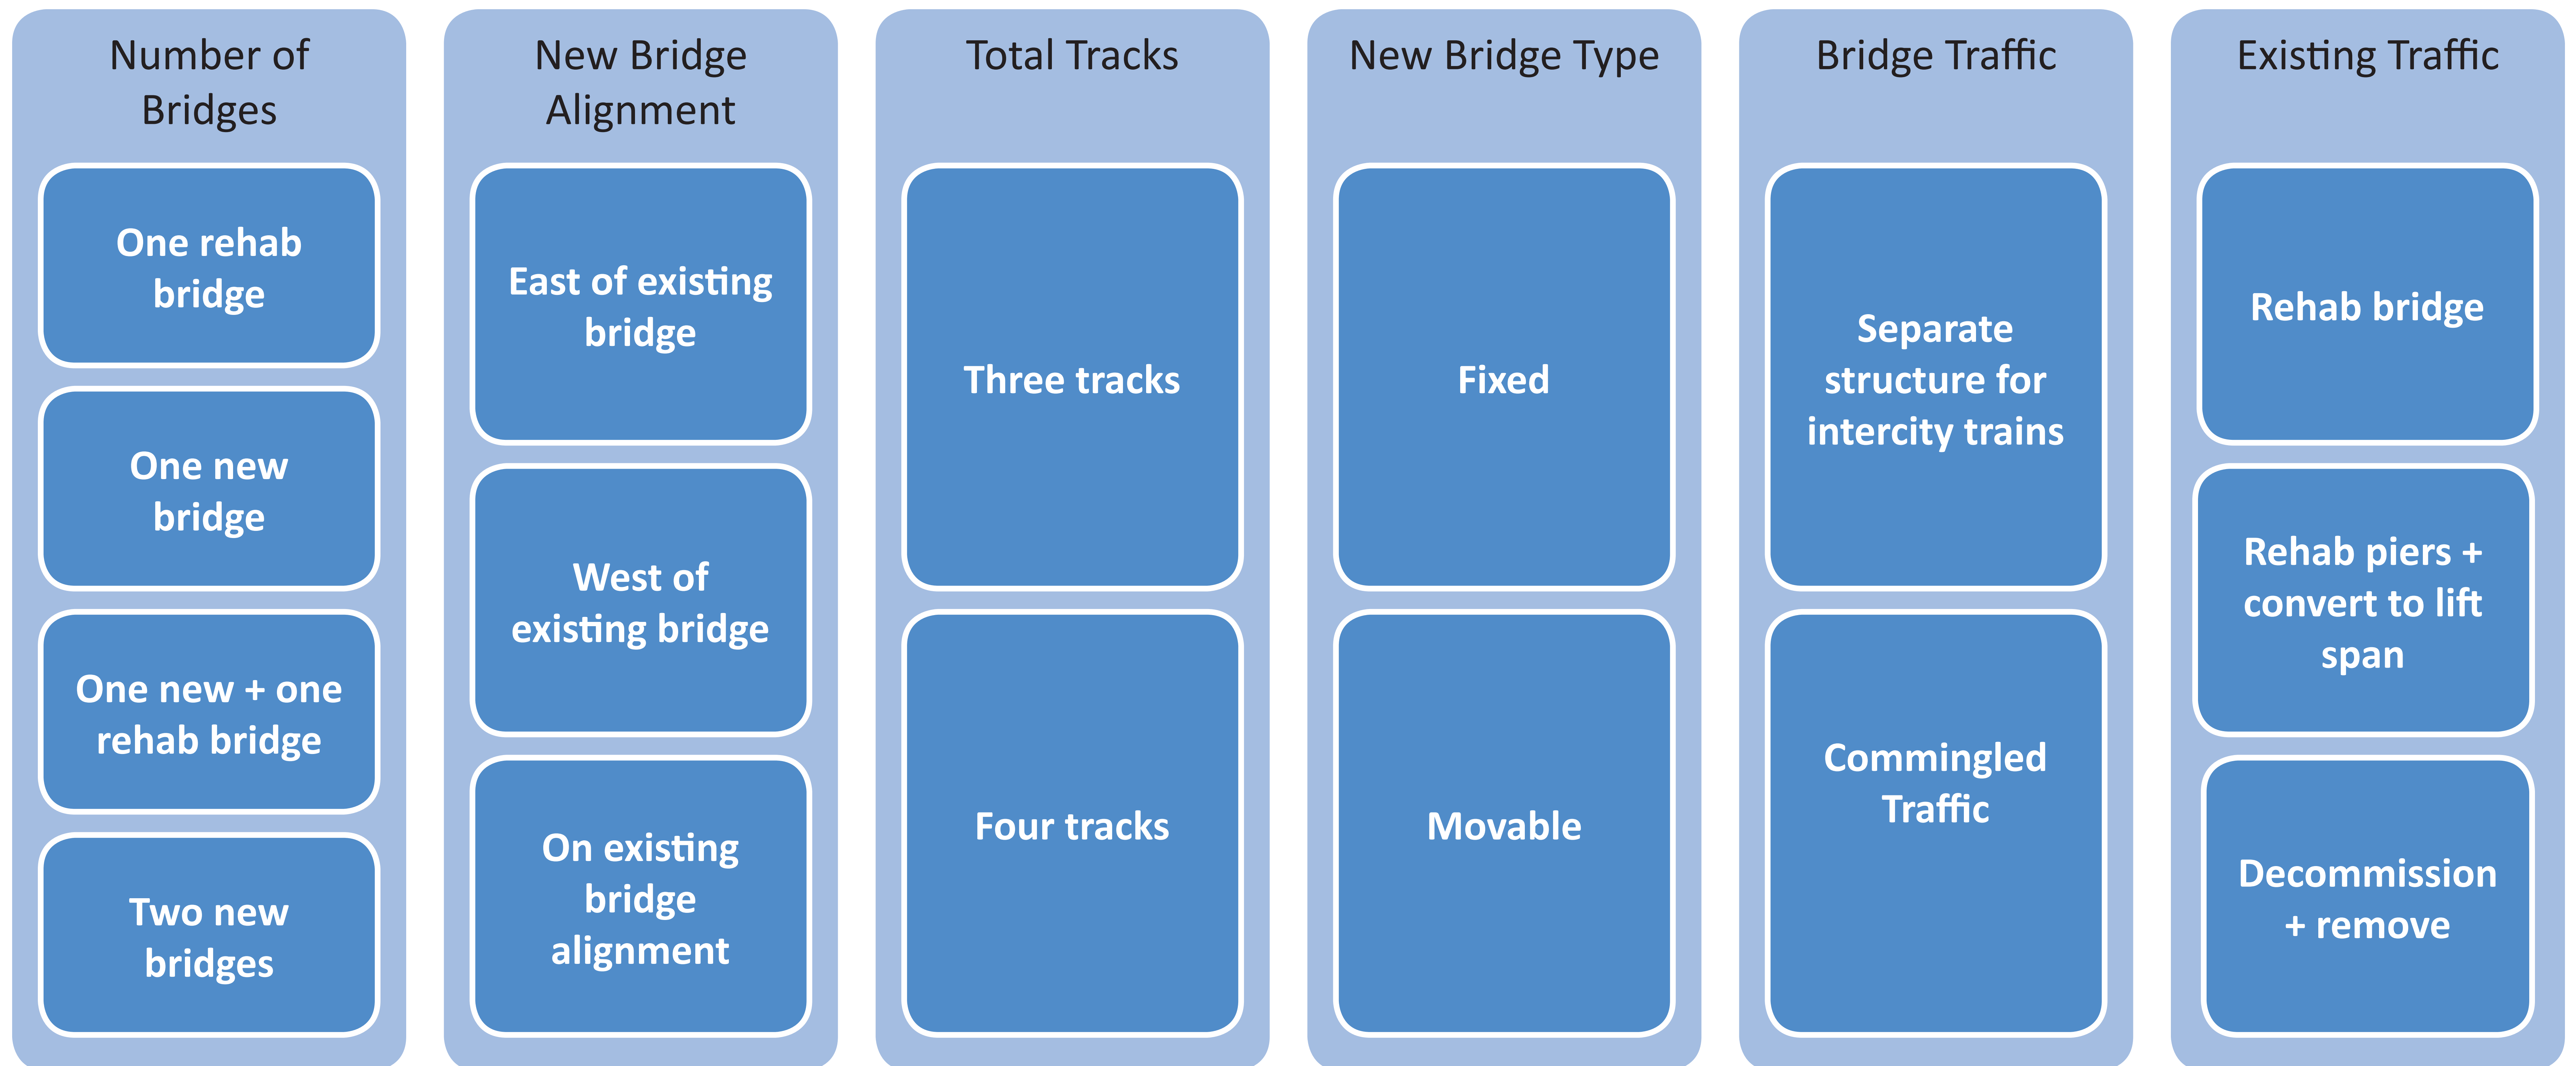 Number of
Bridges
One rehab
bridge
One new
bridge
One new + one
rehab bridge
Two new
bridges
New Bridge
Alignment
East of existing
bridge
West of
existing bridge
On existing
bridge
alignment
Total Tracks
Three tracks
Four tracks
New Bridge Type
Fixed
Movable
Bridge Traffic
Separate
structure for
intercity trains
Commingled
Traffic
Existing Traffic
Rehab bridge
Rehab piers +
convert to lift
span
Decommission
+ remove